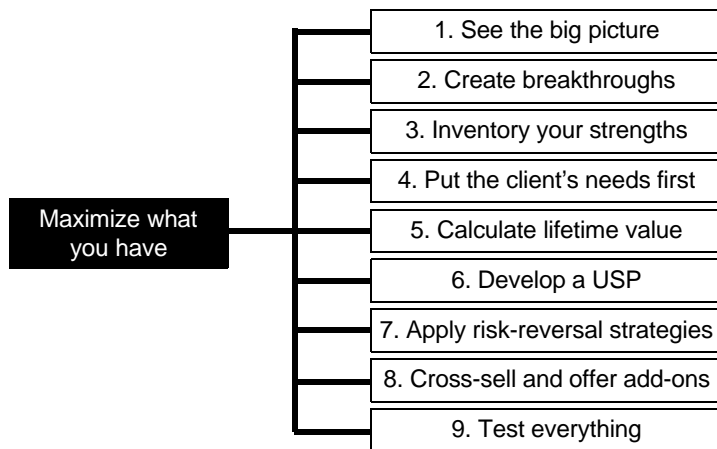 1. See the big picture
2. Create breakthroughs
3. Inventory your strengths
4. Put the client's needs first
Maximize what
you have
5. Calculate lifetime value
6. Develop a USP
7. Apply risk-reversal strategies
8. Cross-sell and offer add-ons
9. Test everything